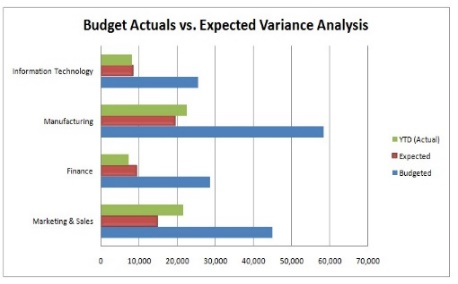 Budget Actuals vs. Expected Variance Analysis
Information Technology
Manufacturing
Finance
Marketing & Sales
YTD (Actual)
Expected
Budgeted
0 10,000 20,000 30,000 40,000 50,000 60,000 70,000